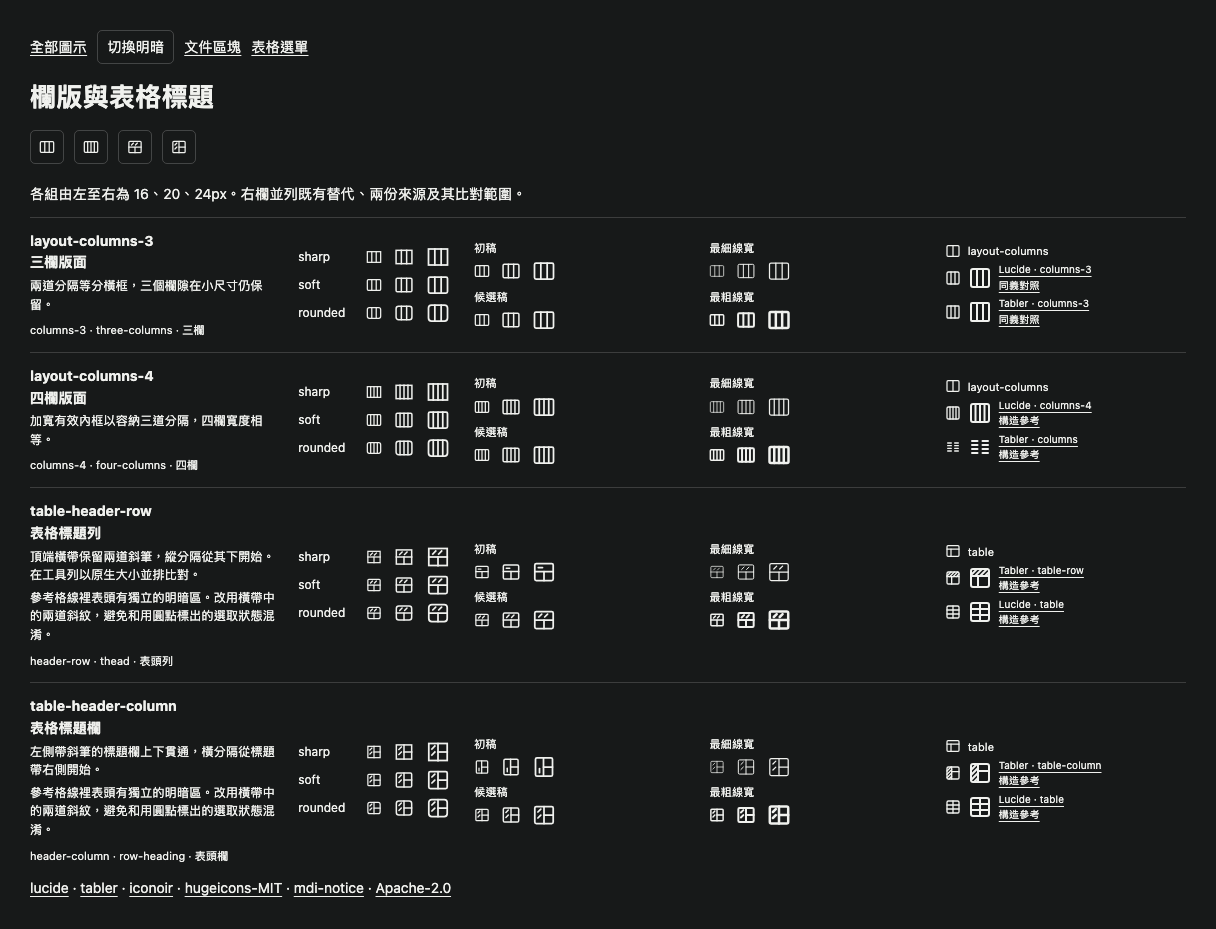 全部圖示 切換明暗 文件區塊 表格選單
欄版與表格標題
各組由左至右為 16、20、24px。右欄並列既有替代、兩份來源及其比對範圍。
layout-columns-3
三欄版面
兩道分隔等分橫框，三個欄隙在小尺寸仍保
留。
columns-3 · three-columns · 三欄
sharp
soft
rounded
初稿
候選稿
最細線寬
最粗線寬
layout-columns
Lucide · columns-3
同義對照
Tabler · columns-3
同義對照
layout-columns-4
四欄版面
加寬有效內框以容納三道分隔，四欄寬度相
等。
columns-4 · four-columns · 四欄
sharp
soft
rounded
初稿
候選稿
最細線寬
最粗線寬
layout-columns
Lucide · columns-4
構造參考
Tabler · columns
構造參考
table-header-row
表格標題列
頂端橫帶保留兩道斜筆，縱分隔從其下開始。
在工具列以原生大小並排比對。
參考格線裡表頭有獨立的明暗區。改用橫帶中
的兩道斜紋，避免和用圓點標出的選取狀態混
淆。
header-row · thead · 表頭列
sharp
soft
rounded
初稿
候選稿
最細線寬
最粗線寬
table
Tabler · table-row
構造參考
Lucide · table
構造參考
table-header-column
表格標題欄
左側帶斜筆的標題欄上下貫通，橫分隔從標題
帶右側開始。
參考格線裡表頭有獨立的明暗區。改用橫帶中
的兩道斜紋，避免和用圓點標出的選取狀態混
淆。
header-column · row-heading · 表頭欄
sharp
soft
rounded
初稿
候選稿
最細線寬
最粗線寬
table
Tabler · table-column
構造參考
Lucide · table
構造參考
lucide · tabler · iconoir · hugeicons-MIT · mdi-notice · Apache-2.0